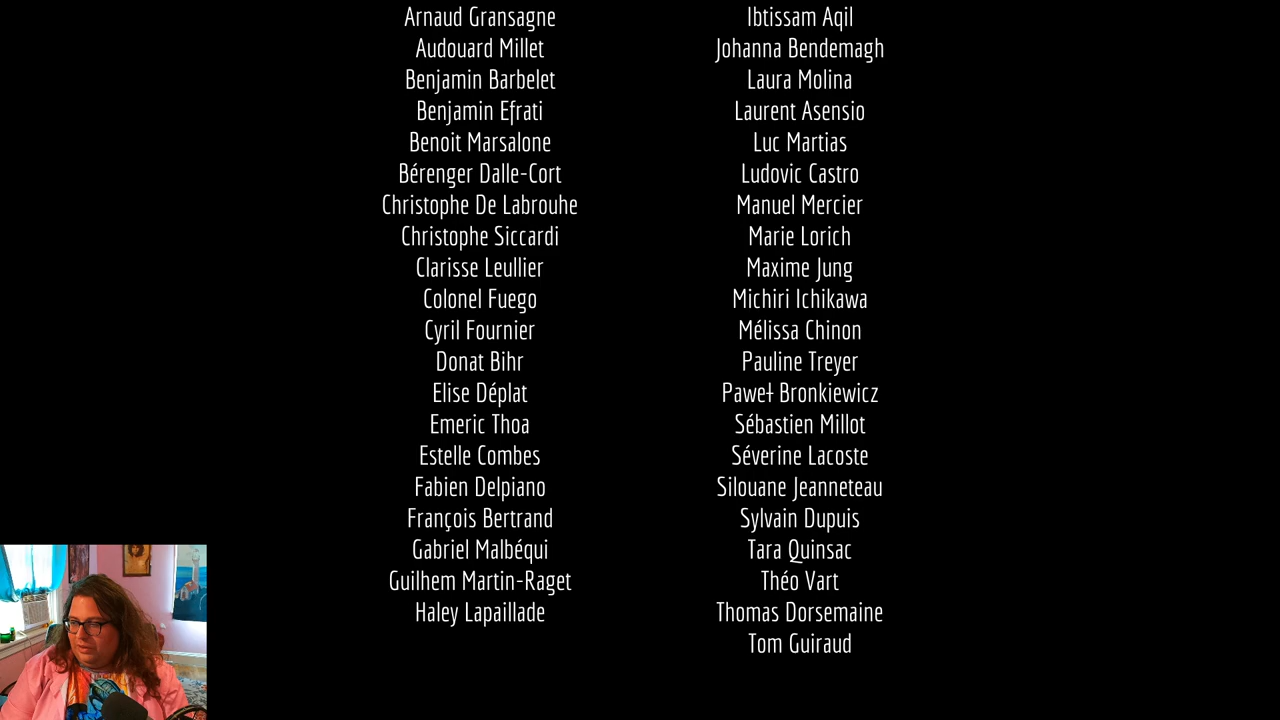 Arnaud Gransagne
Audouard Millet
Benjamin Barbelet
Benjamin Efrati
Benoit Marsalone
Bérenger Dalle-Cort
Christophe De Labrouhe
Christophe Siccardi
Clarisse Leullier
Colonel Fuego
Cyril Fournier
Donat Bihr
Elise Déplat
Emeric Thoa
Estelle Combes
Fabien Delpiano
François Bertrand
Gabriel Malbéqui
Guilhem Martin-Raget
Haley Lapaillade
Ibtissam Aqil
Johanna Bendemagh
Laura Molina
Laurent Asensio
Luc Martias
Ludovic Castro
Manuel Mercier
Marie Lorich
Maxime Jung
Michiri Ichikawa
Mélissa Chinon
Pauline Treyer
Paweł Bronkiewicz
Sébastien Millot
Séverine Lacoste
Silouane Jeanneteau
Sylvain Dupuis
Tara Quinsac
Théo Vart
Thomas Dorsemaine
Tom Guiraud